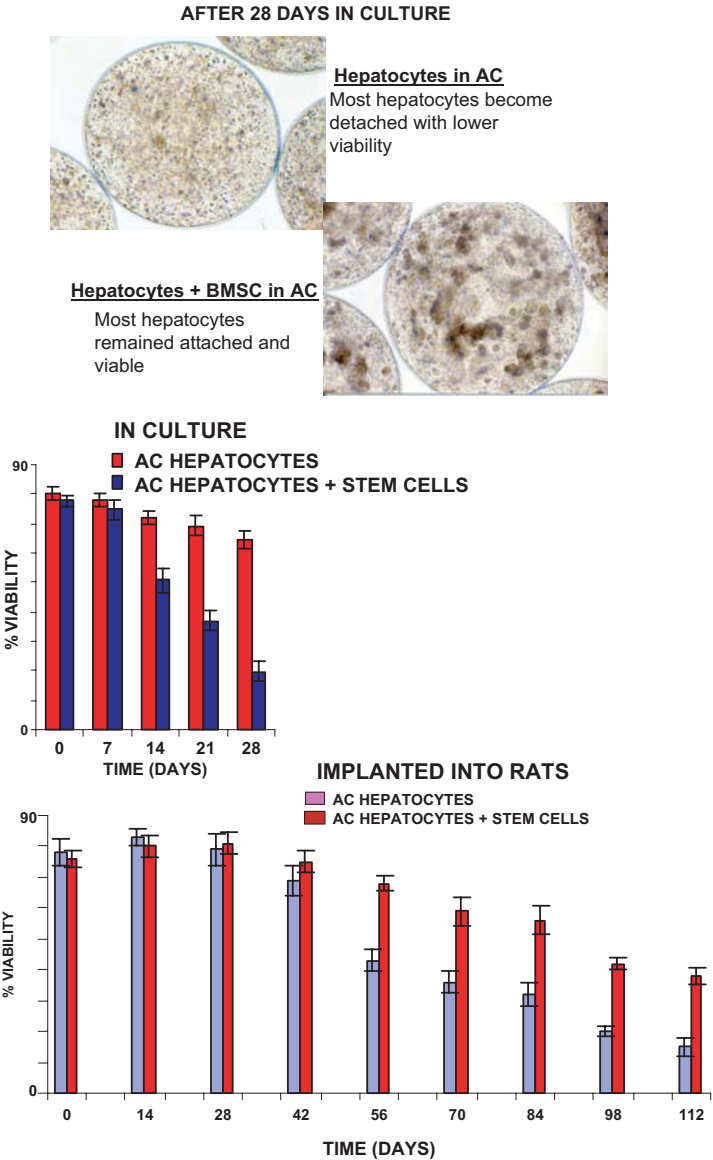 AFTER 28 DAYS IN CULTURE
Hepatocytes in AC
Most hepatocytes become
detached with lower
viability
Hepatocytes + BMSC in AC
Most hepatocytes
remained attached and
viable
IN CULTURE
AC HEPATOCYTES
AC HEPATOCYTES + STEM CELLS
90
% VIABILITY
0
0 7 14 21 28
TIME (DAYS)
IMPLANTED INTO RATS
AC HEPATOCYTES
AC HEPATOCYTES + STEM CELLS
90
% VIABILITY
0
0 14 28 42 56 70 84 98 112
TIME (DAYS)